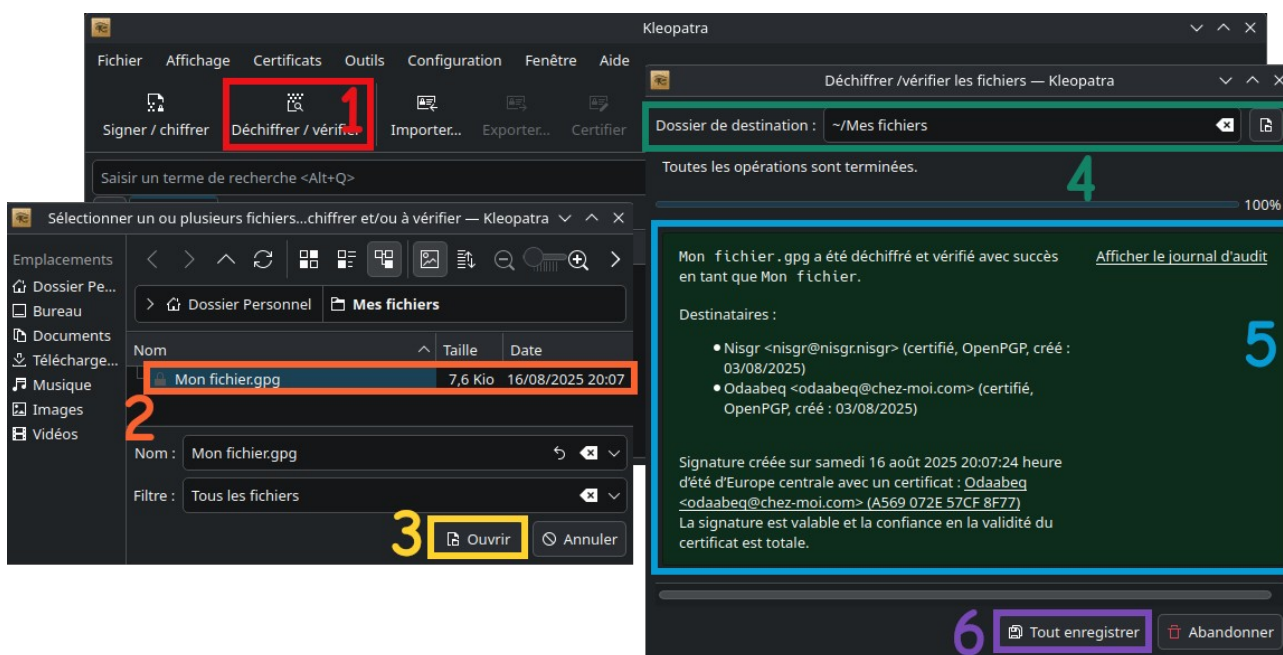 Kleopatra
Fichier Affichage Certificats Outils Configuration Fenêtre Aide
Signer / chiffrer Déchiffrer / vérifier Importer... Exporter... Certifier
1
Saisir un terme de recherche <Alt+Q>
Sélectionner un ou plusieurs fichiers...chiffrer et/ou à vérifier — Kleopatra
Emplacements
Dossier Pe...
Bureau
Documents
Télécharge...
Musique
Images
Vidéos
Dossier Personnel Mes fichiers
Nom Taille Date
Mon fichier.gpg 7,6 Kio 16/08/2025 20:07
2
Nom : Mon fichier.gpg
Filtre : Tous les fichiers
3
Ouvrir Annuler
Déchiffrer /vérifier les fichiers — Kleopatra
Dossier de destination : ~/Mes fichiers
4
Toutes les opérations sont terminées.
100%
Mon fichier.gpg a été déchiffré et vérifié avec succès
en tant que Mon fichier.
Afficher le journal d'audit
Destinataires :
• Nisgr <nisgr@nisgr.nisgr> (certifié, OpenPGP, créé :
03/08/2025)
• Odaabeq <odaabeq@chez-moi.com> (certifié,
OpenPGP, créé : 03/08/2025)
5
Signature créée sur samedi 16 août 2025 20:07:24 heure
d'été d'Europe centrale avec un certificat : Odaabeq
<odaabeq@chez-moi.com> (A569 072E 57CF 8F77)
La signature est valable et la confiance en la validité du
certificat est totale.
6
Tout enregistrer Abandonner